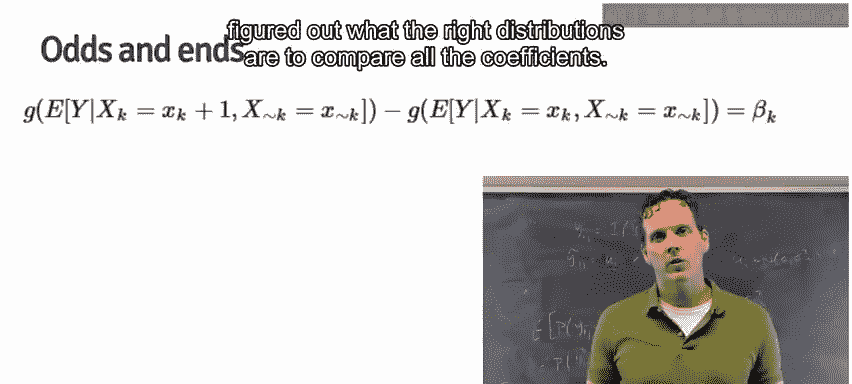 figured out what the right distributions
Odds and ends
are to compare all the coefficients.
g(E[Y|X_k = x_k + 1, X_{∼k} = x_{∼k}]) − g(E[Y|X_k = x_k, X_{∼k} = x_{∼k}]) = β_k